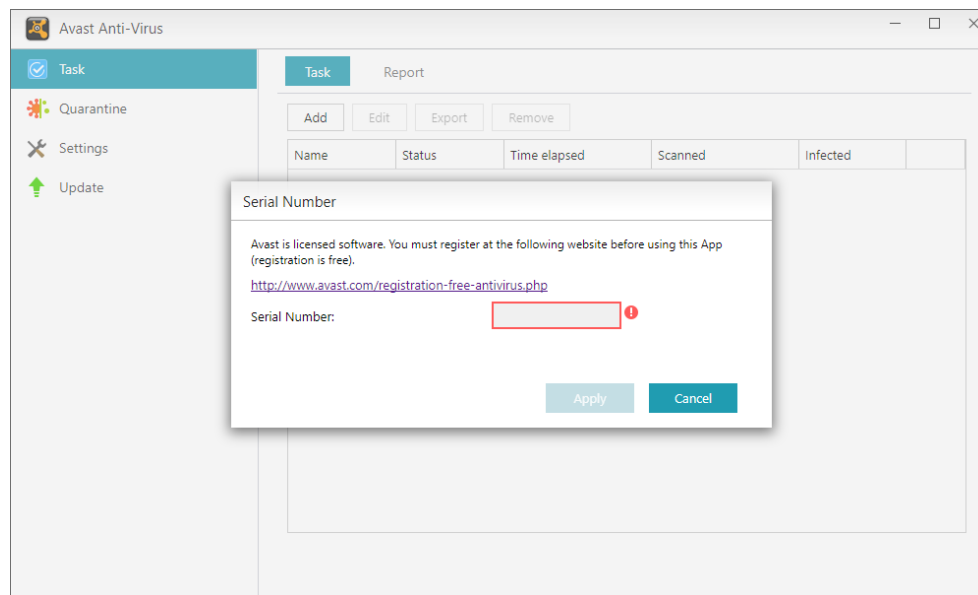 Avast Anti-Virus
Task
Quarantine
Settings
Update
Task Report
Add Edit Export Remove
Name Status Time elapsed Scanned Infected
Serial Number
Avast is licensed software. You must register at the following website before using this App
(registration is free).
http://www.avast.com/registration-free-antivirus.php
Serial Number:
Apply Cancel